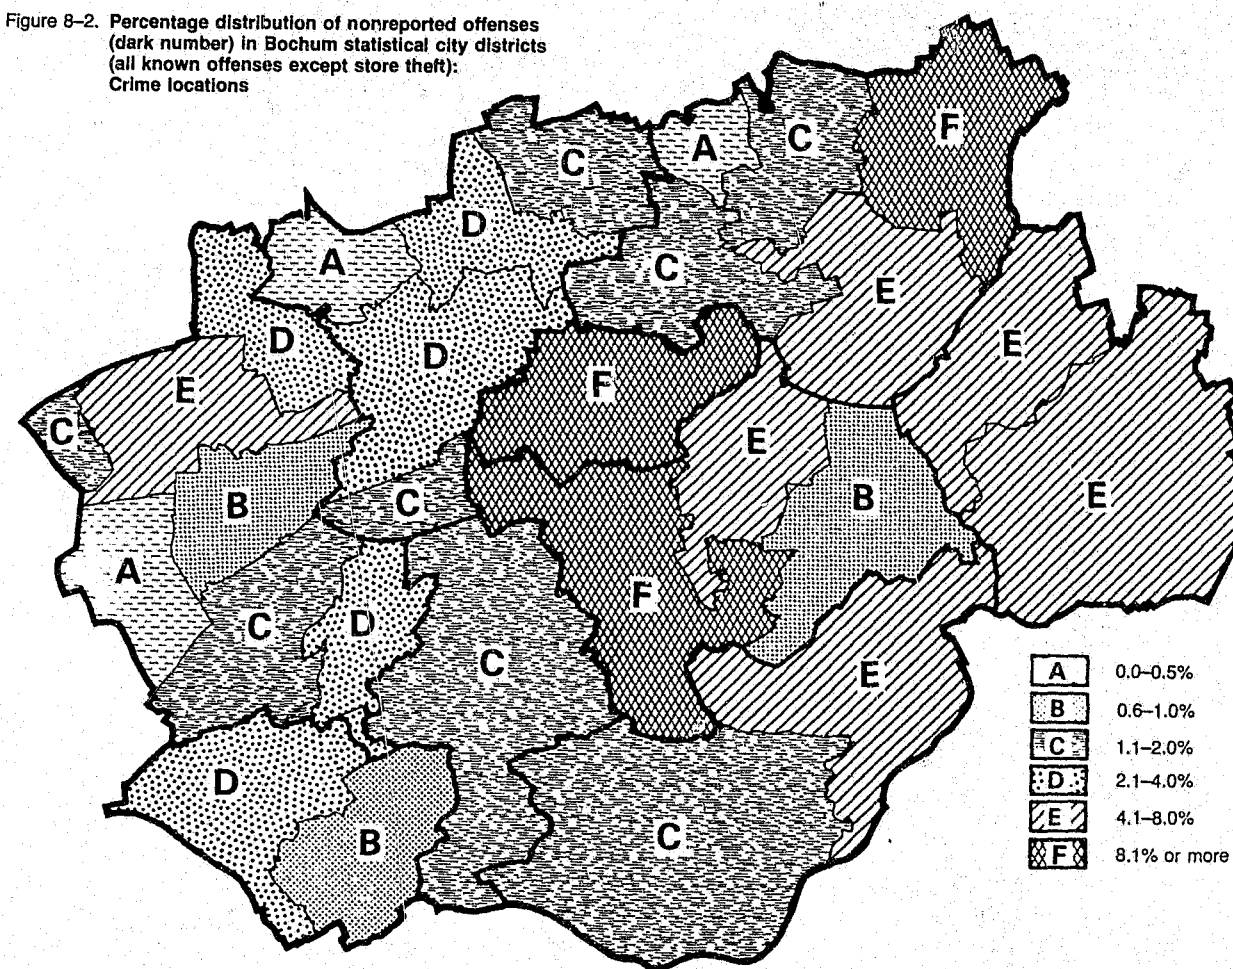 Figure 8–2. Percentage distribution of nonreported offenses
(dark number) in Bochum statistical city districts
(all known offenses except store theft):
Crime locations
F
C
A
C
D
A
C
E
D
E
D
F
E
C
E
B
C
B
E
A
F
C
D
C
E
D
C
B
A 0.0–0.5%
B 0.6–1.0%
C 1.1–2.0%
D 2.1–4.0%
E 4.1–8.0%
F 8.1% or more